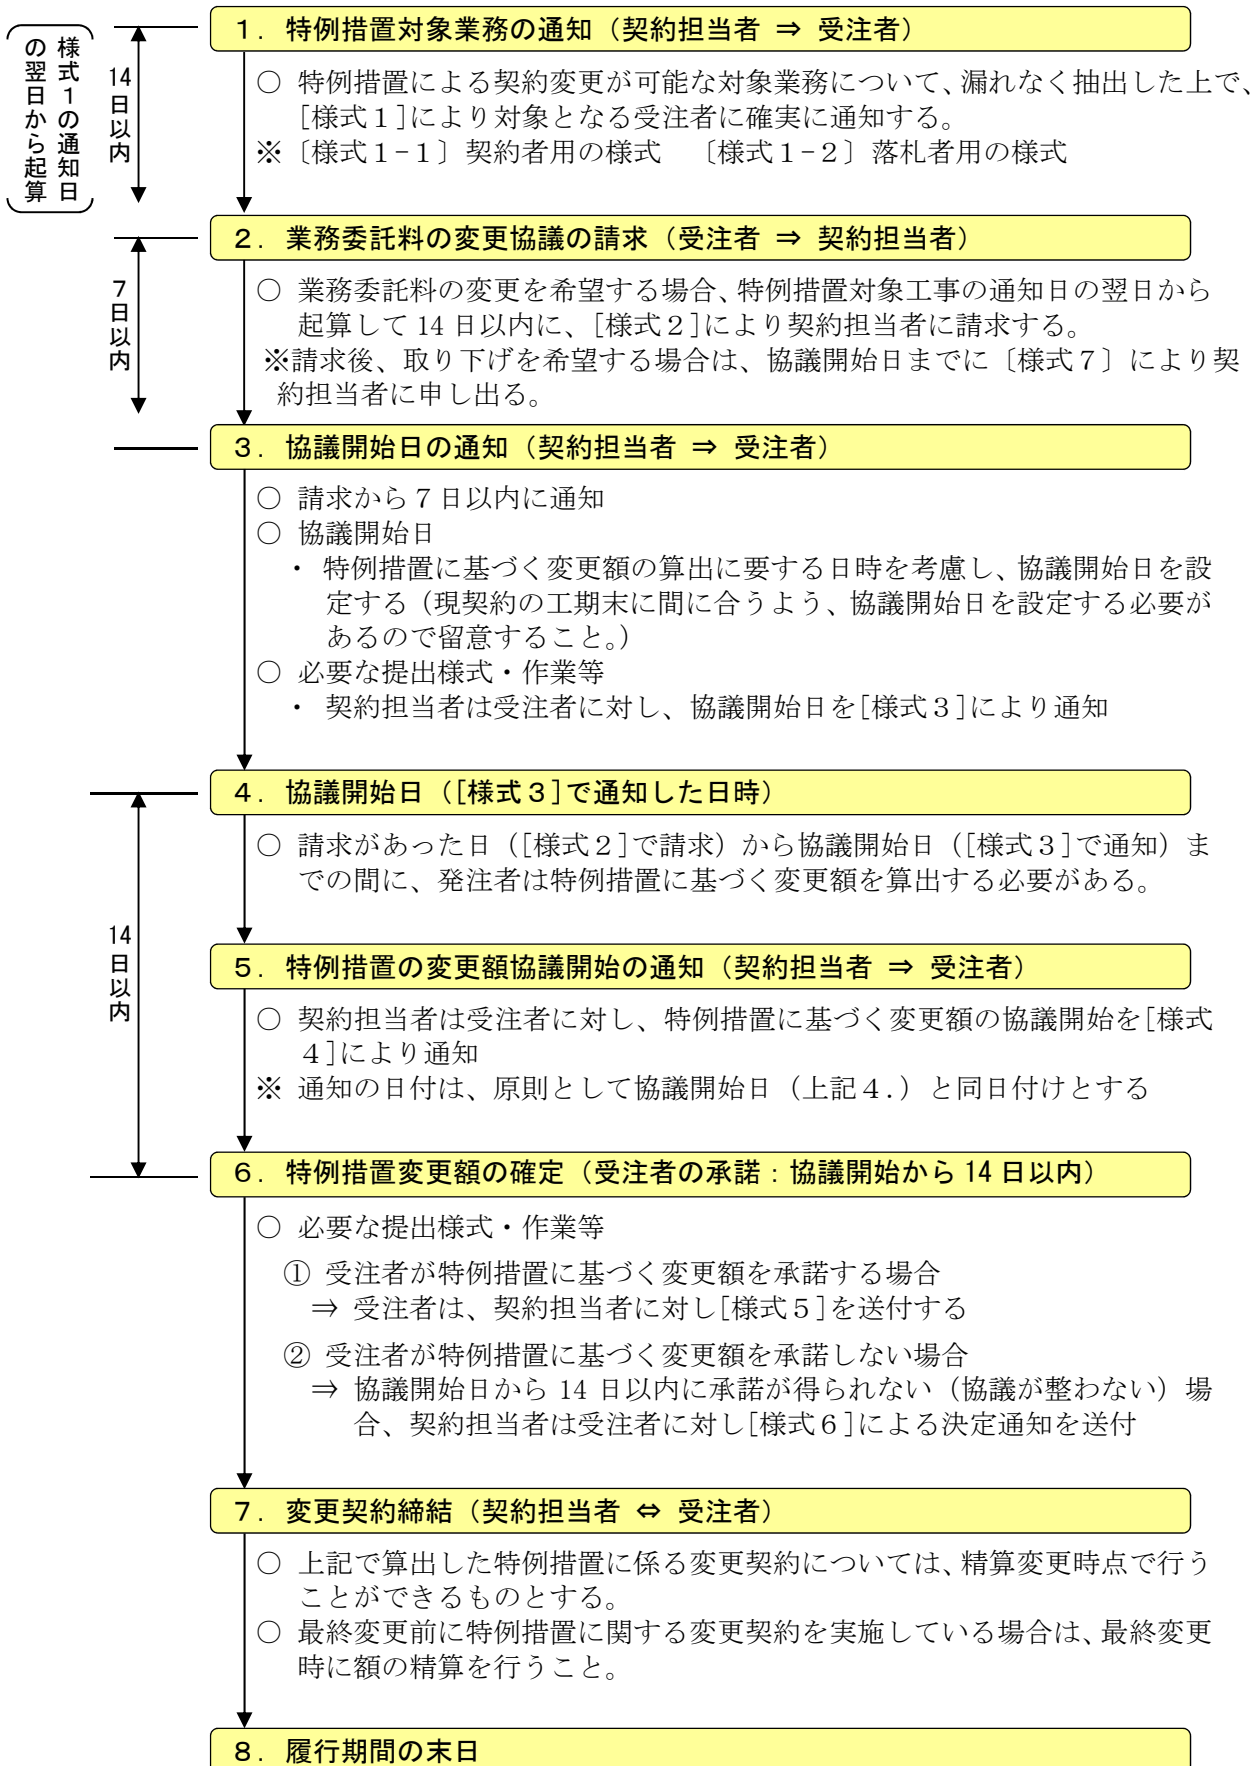 様式１の通知日
の翌日から起算
14日以内
１．特例措置対象業務の通知（契約担当者 ⇒ 受注者）
○ 特例措置による契約変更が可能な対象業務について、漏れなく抽出した上で、
[様式１]により対象となる受注者に確実に通知する。
※〔様式１-１〕契約者用の様式　〔様式１-２〕落札者用の様式
7日以内
２．業務委託料の変更協議の請求（受注者 ⇒ 契約担当者）
○ 業務委託料の変更を希望する場合、特例措置対象工事の通知日の翌日から
起算して 14 日以内に、[様式２]により契約担当者に請求する。
※請求後、取り下げを希望する場合は、協議開始日までに〔様式７〕により契
約担当者に申し出る。
３．協議開始日の通知（契約担当者 ⇒ 受注者）
○ 請求から７日以内に通知
○ 協議開始日
・ 特例措置に基づく変更額の算出に要する日時を考慮し、協議開始日を設
定する（現契約の工期末に間に合うよう、協議開始日を設定する必要が
あるので留意すること。）
○ 必要な提出様式・作業等
・ 契約担当者は受注者に対し、協議開始日を[様式３]により通知
４．協議開始日（[様式３]で通知した日時）
○ 請求があった日（[様式２]で請求）から協議開始日（[様式３]で通知）ま
での間に、発注者は特例措置に基づく変更額を算出する必要がある。
14日以内
５．特例措置の変更額協議開始の通知（契約担当者 ⇒ 受注者）
○ 契約担当者は受注者に対し、特例措置に基づく変更額の協議開始を[様式
４]により通知
※ 通知の日付は、原則として協議開始日（上記４.）と同日付けとする
６．特例措置変更額の確定（受注者の承諾：協議開始から 14 日以内）
○ 必要な提出様式・作業等
① 受注者が特例措置に基づく変更額を承諾する場合
⇒ 受注者は、契約担当者に対し[様式５]を送付する
② 受注者が特例措置に基づく変更額を承諾しない場合
⇒ 協議開始日から 14 日以内に承諾が得られない（協議が整わない）場
合、契約担当者は受注者に対し[様式６]による決定通知を送付
７．変更契約締結（契約担当者 ⇔ 受注者）
○ 上記で算出した特例措置に係る変更契約については、精算変更時点で行う
ことができるものとする。
○ 最終変更前に特例措置に関する変更契約を実施している場合は、最終変更
時に額の精算を行うこと。
８．履行期間の末日